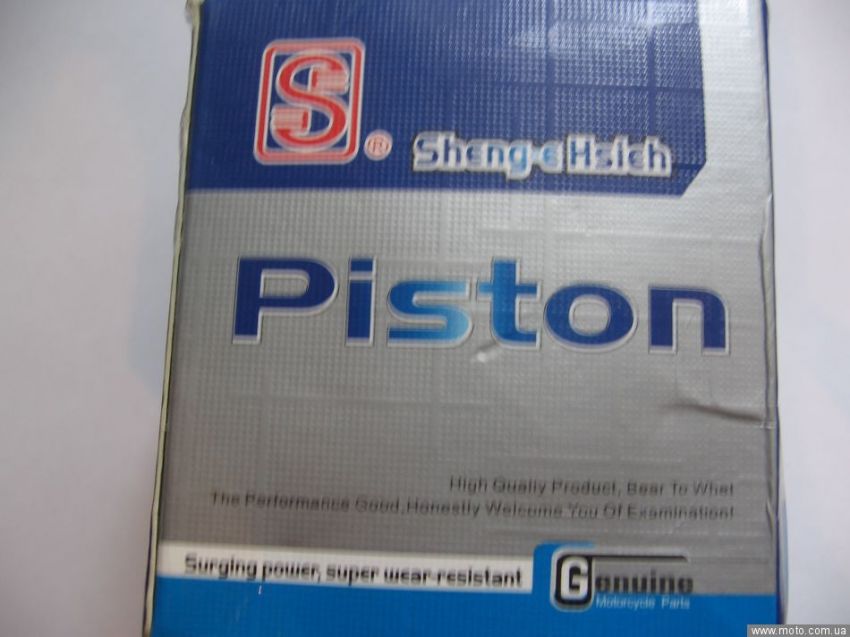 S ®
Sheng-e Hsieh
Piston
High Quality Product, Bear To Whet
The Performance Good,Honestly Welcome You Of Examination!
Surging power, super wear-resistant
Genuine
Motorcycle Parts
www.moto.com.ua